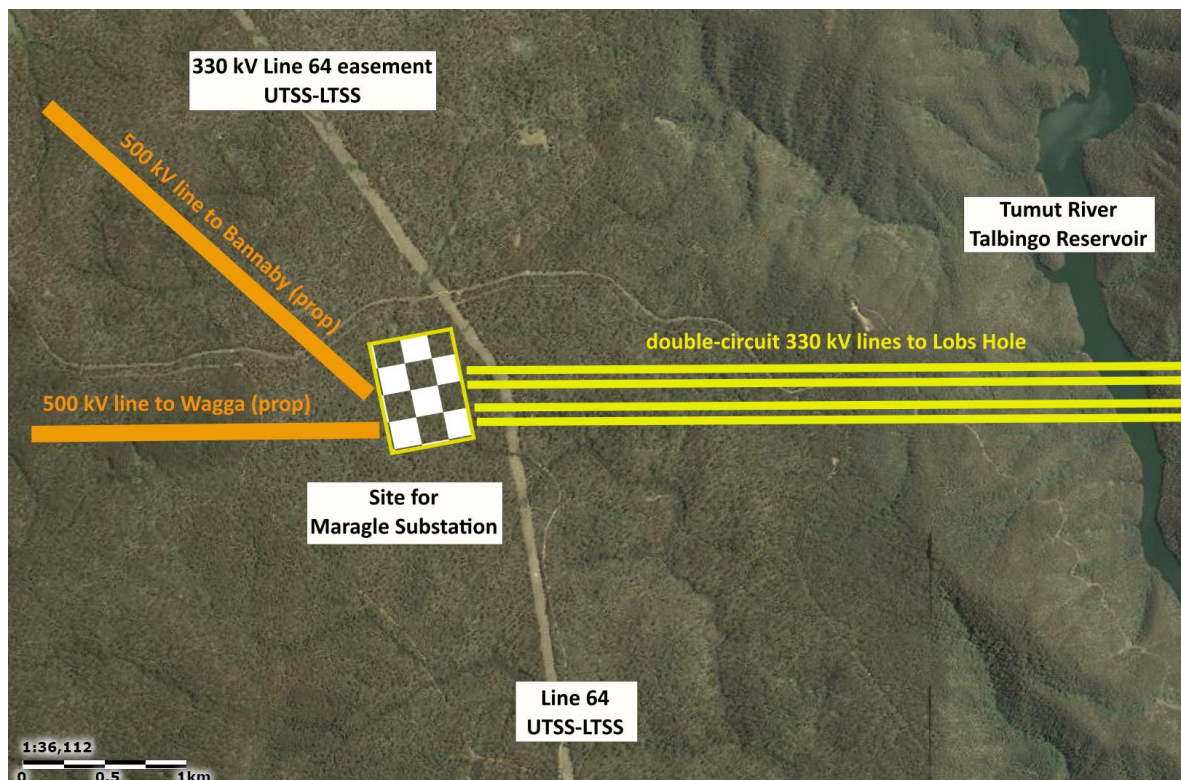 330 kV Line 64 easement
UTSS-LTSS
500 kV line to Bannaby (prop)
Tumut River
Talbingo Reservoir
double-circuit 330 kV lines to Lobs Hole
500 kV line to Wagga (prop)
Site for
Maragle Substation
Line 64
UTSS-LTSS
1:36,112
0 0.5 1km